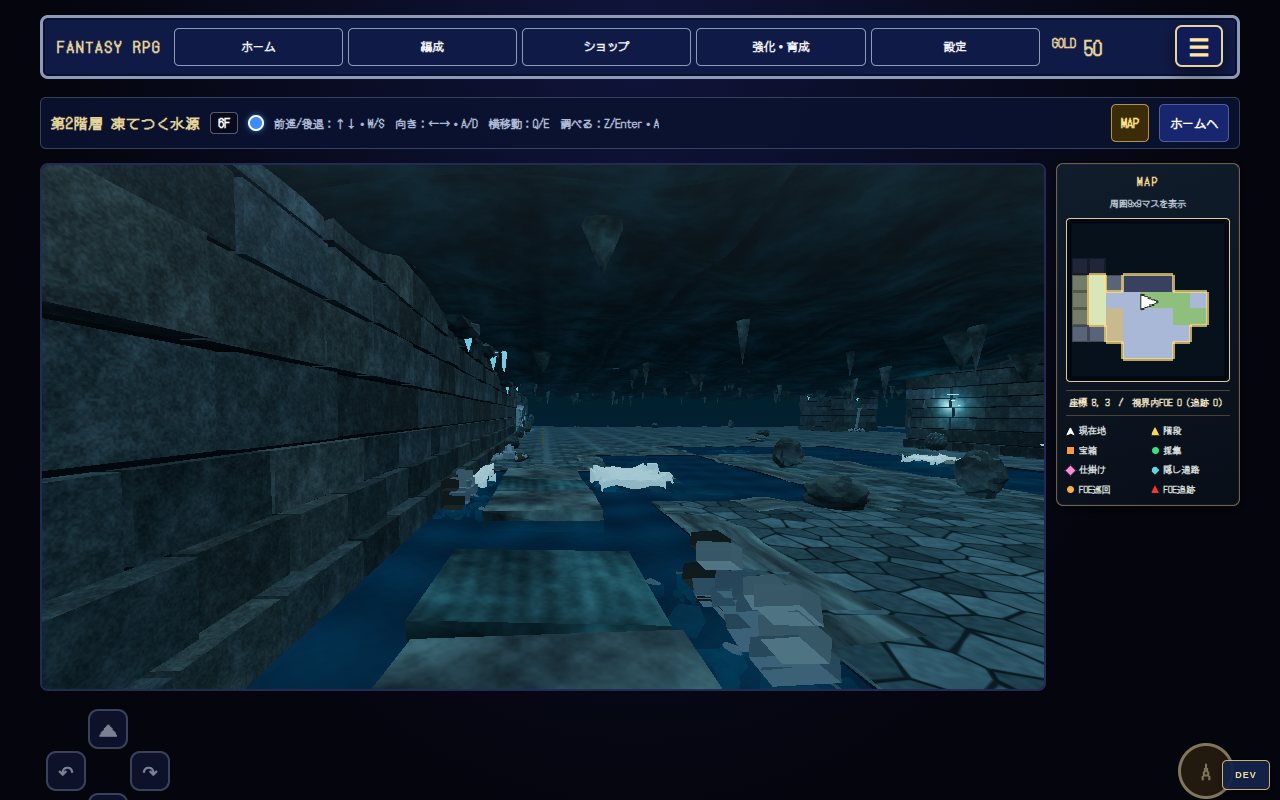 FANTASY RPG
ホーム
編成
ショップ
強化・育成
設定
GOLD 50
第2階層 凍てつく水源 6F 前進/後退:↑↓・W/S 向き:←→・A/D 横移動:Q/E 調べる:Z/Enter・A
MAP
ホームへ
MAP
周囲9x9マスを表示
座標 8, 3 / 視界内FOE 0(追跡 0)
現在地
階段
宝箱
採集
仕掛け
隠し通路
FOE巡回
FOE追跡
A
DEV